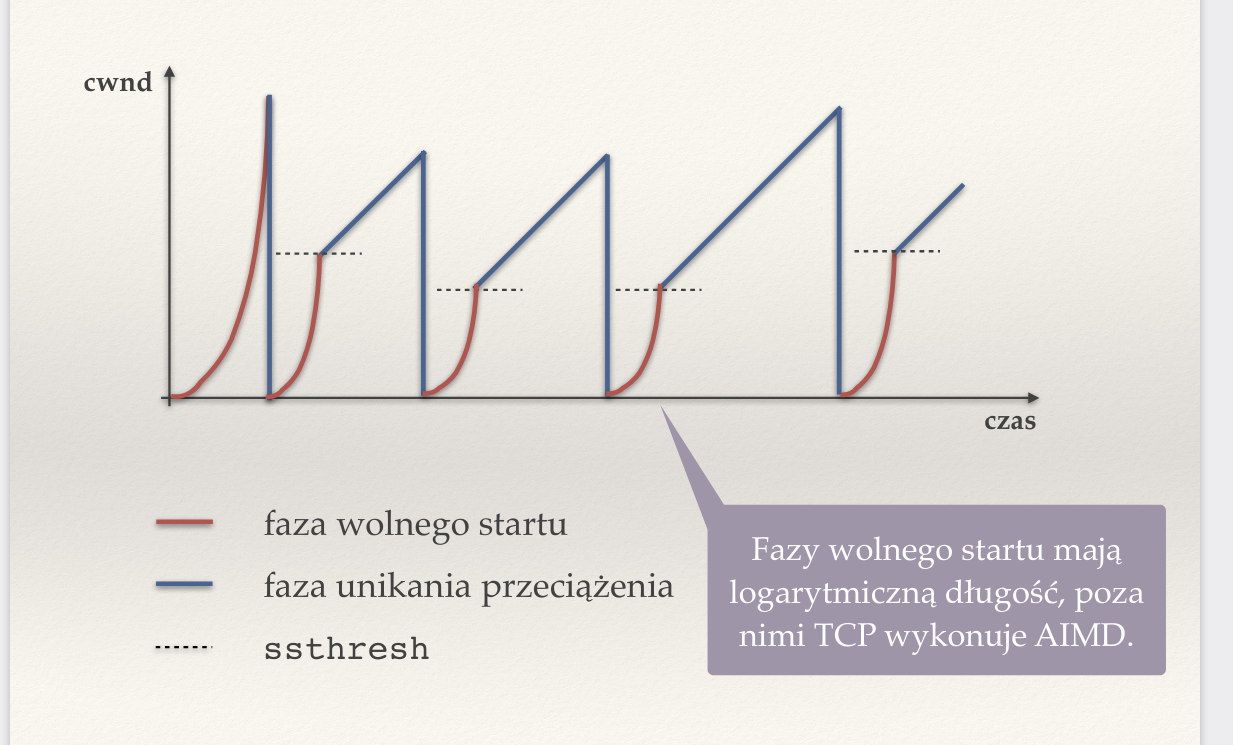 cwnd
czas
faza wolnego startu
faza unikania przeciążenia
ssthresh
Fazy wolnego startu mają
logarytmiczną długość, poza
nimi TCP wykonuje AIMD.